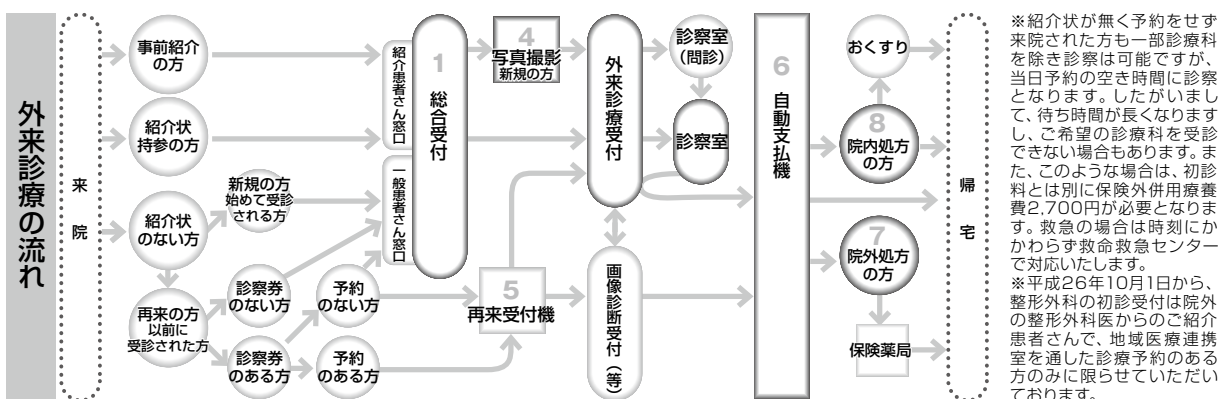 外来診療の流れ
来院
事前紹介
の方
紹介状
持参の方
紹介状
のない方
新規の方
始めて受診
される方
再来の方
以前に
受診された方
診察券
のない方
診察券
のある方
予約
のない方
予約
のある方
紹介患者さん窓口
一般患者さん窓口
1
総合受付
4
写真撮影
新規の方
5
再来受付機
外来診療受付
画像診断受付(等)
診察室
(問診)
診察室
6
自動支払機
おくすり
8
院内処方
の方
7
院外処方
の方
保険薬局
帰宅
※紹介状が無く予約をせず
来院された方も一部診療科
を除き診察は可能ですが、
当日予約の空き時間に診察
となります。したがいまし
て、待ち時間が長くなります
し、ご希望の診療科を受診
できない場合もあります。ま
た、このような場合は、初診
料とは別に保険外併用療養
費2,700円が必要となりま
す。救急の場合は時刻にか
かわらず救命救急センター
で対応いたします。
※平成26年10月1日から、
整形外科の初診受付は院外
の整形外科医からのご紹介
患者さんで、地域医療連携
室を通した診療予約のある
方のみに限らせていただい
ております。